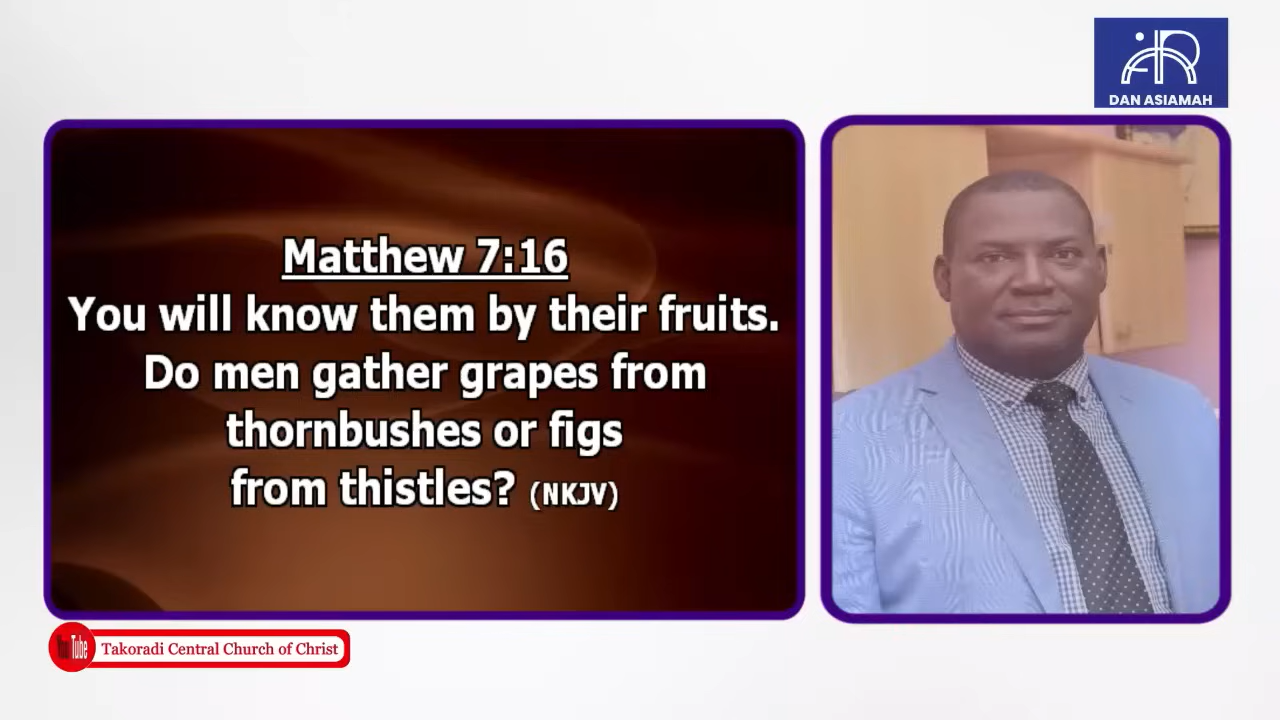 DAN ASIAMAH
Matthew 7:16
You will know them by their fruits.
Do men gather grapes from
thornbushes or figs
from thistles? (NKJV)
YouTube Takoradi Central Church of Christ